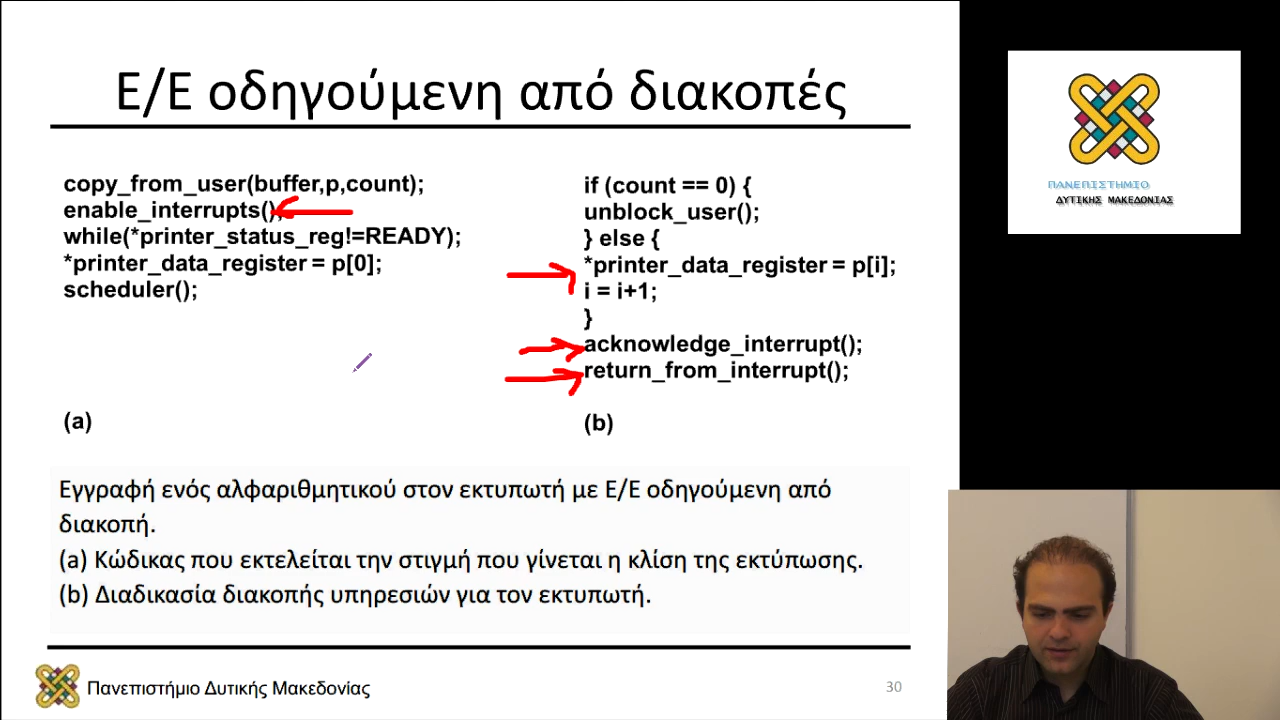 Ε/Ε οδηγούμενη από διακοπές
copy_from_user(buffer,p,count);
enable_interrupts();
while(*printer_status_reg!=READY);
*printer_data_register = p[0];
scheduler();
(a)
if (count == 0) {
unblock_user();
} else {
*printer_data_register = p[i];
i = i+1;
}
acknowledge_interrupt();
return_from_interrupt();
(b)
Εγγραφή ενός αλφαριθμητικού στον εκτυπωτή με Ε/Ε οδηγούμενη από
διακοπή.
(a) Κώδικας που εκτελείται την στιγμή που γίνεται η κλίση της εκτύπωσης.
(b) Διαδικασία διακοπής υπηρεσιών για τον εκτυπωτή.
Πανεπιστήμιο Δυτικής Μακεδονίας
30
ΠΑΝΕΠΙΣΤΗΜΙΟ
ΔΥΤΙΚΗΣ ΜΑΚΕΔΟΝΙΑΣ